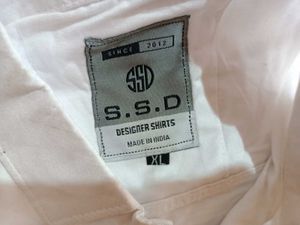 SINCE 2012
SSD
S.S.D
DESIGNER SHIRTS
MADE IN INDIA
XL